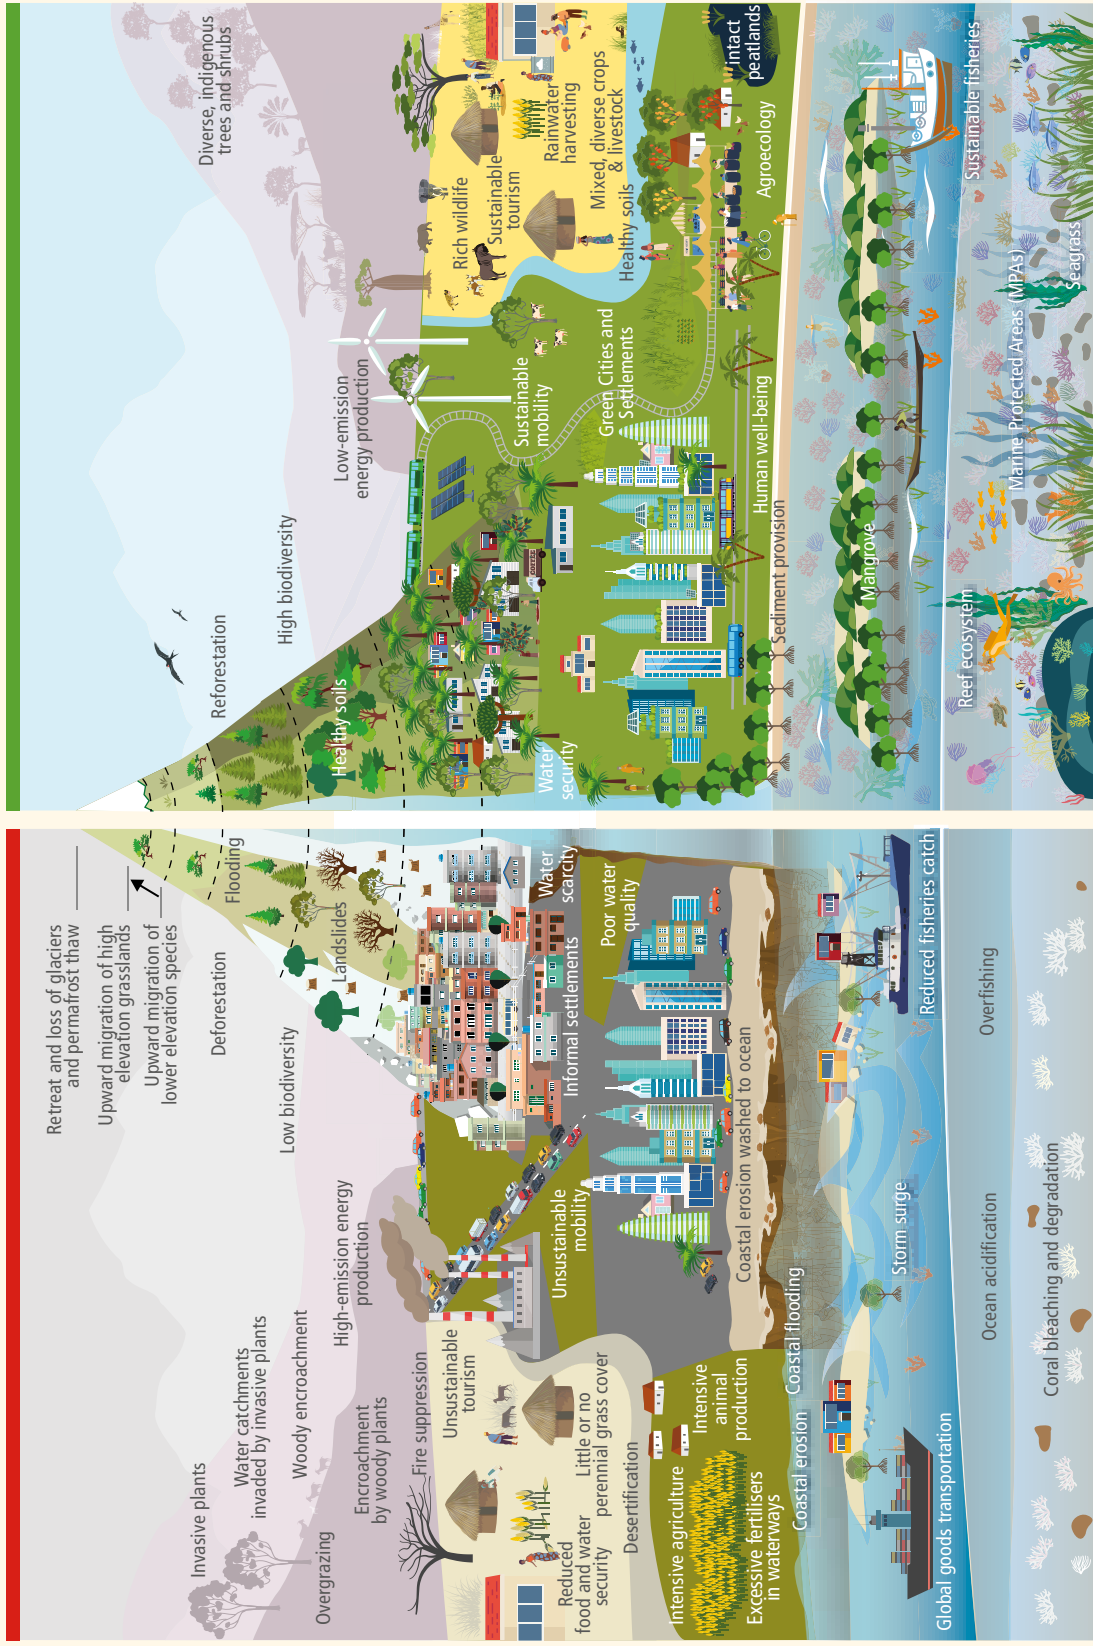 Retreat and loss of glaciers
and permafrost thaw
Upward migration of high
elevation grasslands
Upward migration of
lower elevation species
Invasive plants
Water catchments
invaded by invasive plants
Deforestation
Flooding
Low biodiversity
Woody encroachment
Overgrazing
High-emission energy
production
Landslides
Encroachment
by woody plants
Fire suppression
Unsustainable
tourism
Water
scarcity
Informal settlements
Unsustainable
mobility
Poor water
quality
Reduced
food and water
security
Little or no
perennial grass cover
Desertification
Intensive agriculture
Intensive
animal
production
Excessive fertilisers
in waterways
Coastal erosion washed to ocean
Coastal flooding
Coastal erosion
Storm surge
Reduced fisheries catch
Global goods transportation
Overfishing
Ocean acidification
Coral bleaching and degradation
Diverse, indigenous
trees and shrubs
Reforestation
High biodiversity
Low-emission
energy production
Healthy soils
Rich wildlife
Sustainable
tourism
Rainwater
harvesting
Mixed, diverse crops
& livestock
Healthy soils
Sustainable
mobility
Water
security
Green Cities and
Settlements
intact
peatlands
Agroecology
Human well-being
Sediment provision
Mangrove
Sustainable fisheries
Reef ecosystem
Marine Protected Areas (MPAs)
Seagrass